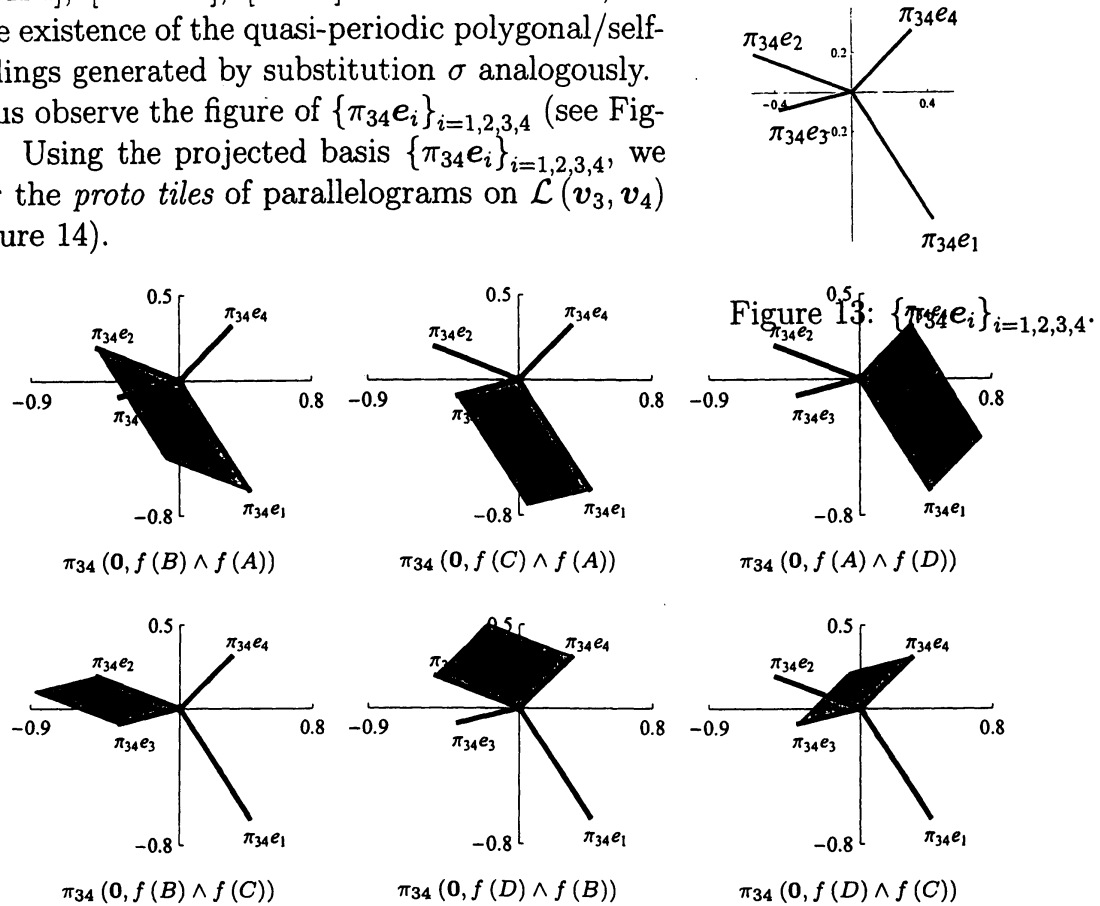 e existence of the quasi-periodic polygonal/self-
lings generated by substitution σ analogously.
us observe the figure of {π₃₄eᵢ}ᵢ₌₁,₂,₃,₄ (see Fig-
Using the projected basis {π₃₄eᵢ}ᵢ₌₁,₂,₃,₄, we
the proto tiles of parallelograms on 𝓛 (v₃, v₄)
ure 14).
π₃₄e₄
π₃₄e₂
0.2
-0.4
0.4
π₃₄e₃
-0.2
π₃₄e₁
Figure 13: {π₃₄eᵢ}ᵢ₌₁,₂,₃,₄.
0.5
π₃₄e₂
π₃₄e₄
-0.9
0.8
π₃₄
-0.8
π₃₄e₁
π₃₄ (0, f (B) ∧ f (A))
0.5
π₃₄e₂
π₃₄e₄
-0.9
0.8
-0.8
π₃₄e₁
π₃₄ (0, f (C) ∧ f (A))
0.5
π₃₄e₂
-0.9
0.8
π₃₄e₃
-0.8
π₃₄e₁
π₃₄ (0, f (A) ∧ f (D))
0.5
π₃₄e₂
π₃₄e₄
-0.9
0.8
π₃₄e₃
-0.8
π₃₄e₁
π₃₄ (0, f (B) ∧ f (C))
0.5
π₃₄e₄
-0.9
0.8
π₃₄e₃
-0.8
π₃₄e₁
π₃₄ (0, f (D) ∧ f (B))
0.5
π₃₄e₂
π₃₄e₄
-0.9
0.8
π₃₄e₃
-0.8
π₃₄e₁
π₃₄ (0, f (D) ∧ f (C))